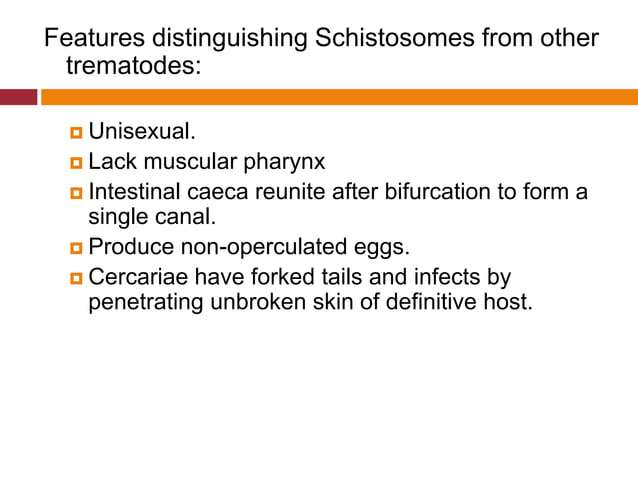 Features distinguishing Schistosomes from other
trematodes:
Unisexual.
Lack muscular pharynx
Intestinal caeca reunite after bifurcation to form a
single canal.
Produce non-operculated eggs.
Cercariae have forked tails and infects by
penetrating unbroken skin of definitive host.